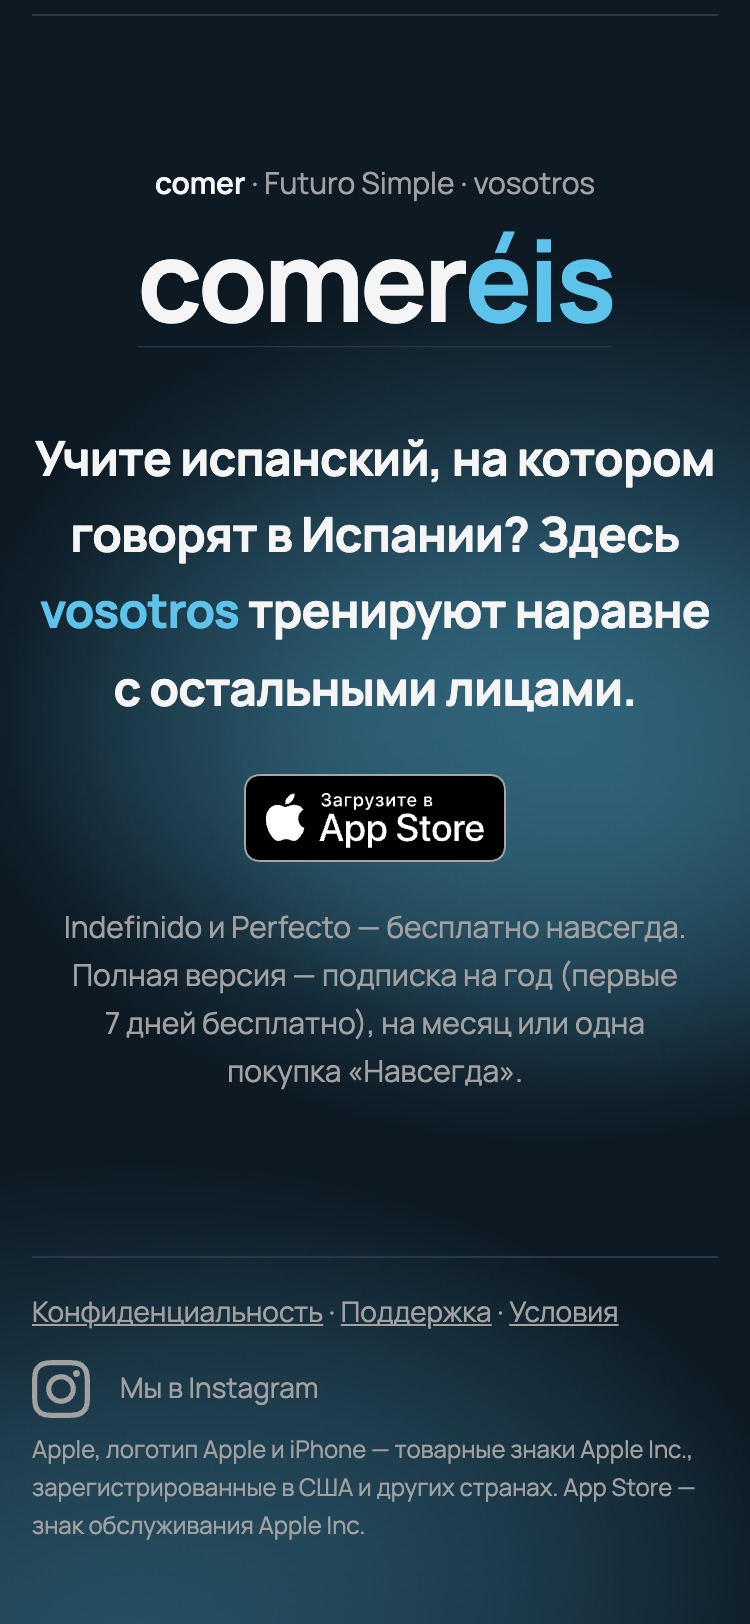 comer · Futuro Simple · vosotros
comeréis
Учите испанский, на котором
говорят в Испании? Здесь
vosotros тренируют наравне
с остальными лицами.
Загрузите в
App Store
Indefinido и Perfecto — бесплатно навсегда.
Полная версия — подписка на год (первые
7 дней бесплатно), на месяц или одна
покупка «Навсегда».
Конфиденциальность · Поддержка · Условия
Мы в Instagram
Apple, логотип Apple и iPhone — товарные знаки Apple Inc.,
зарегистрированные в США и других странах. App Store —
знак обслуживания Apple Inc.